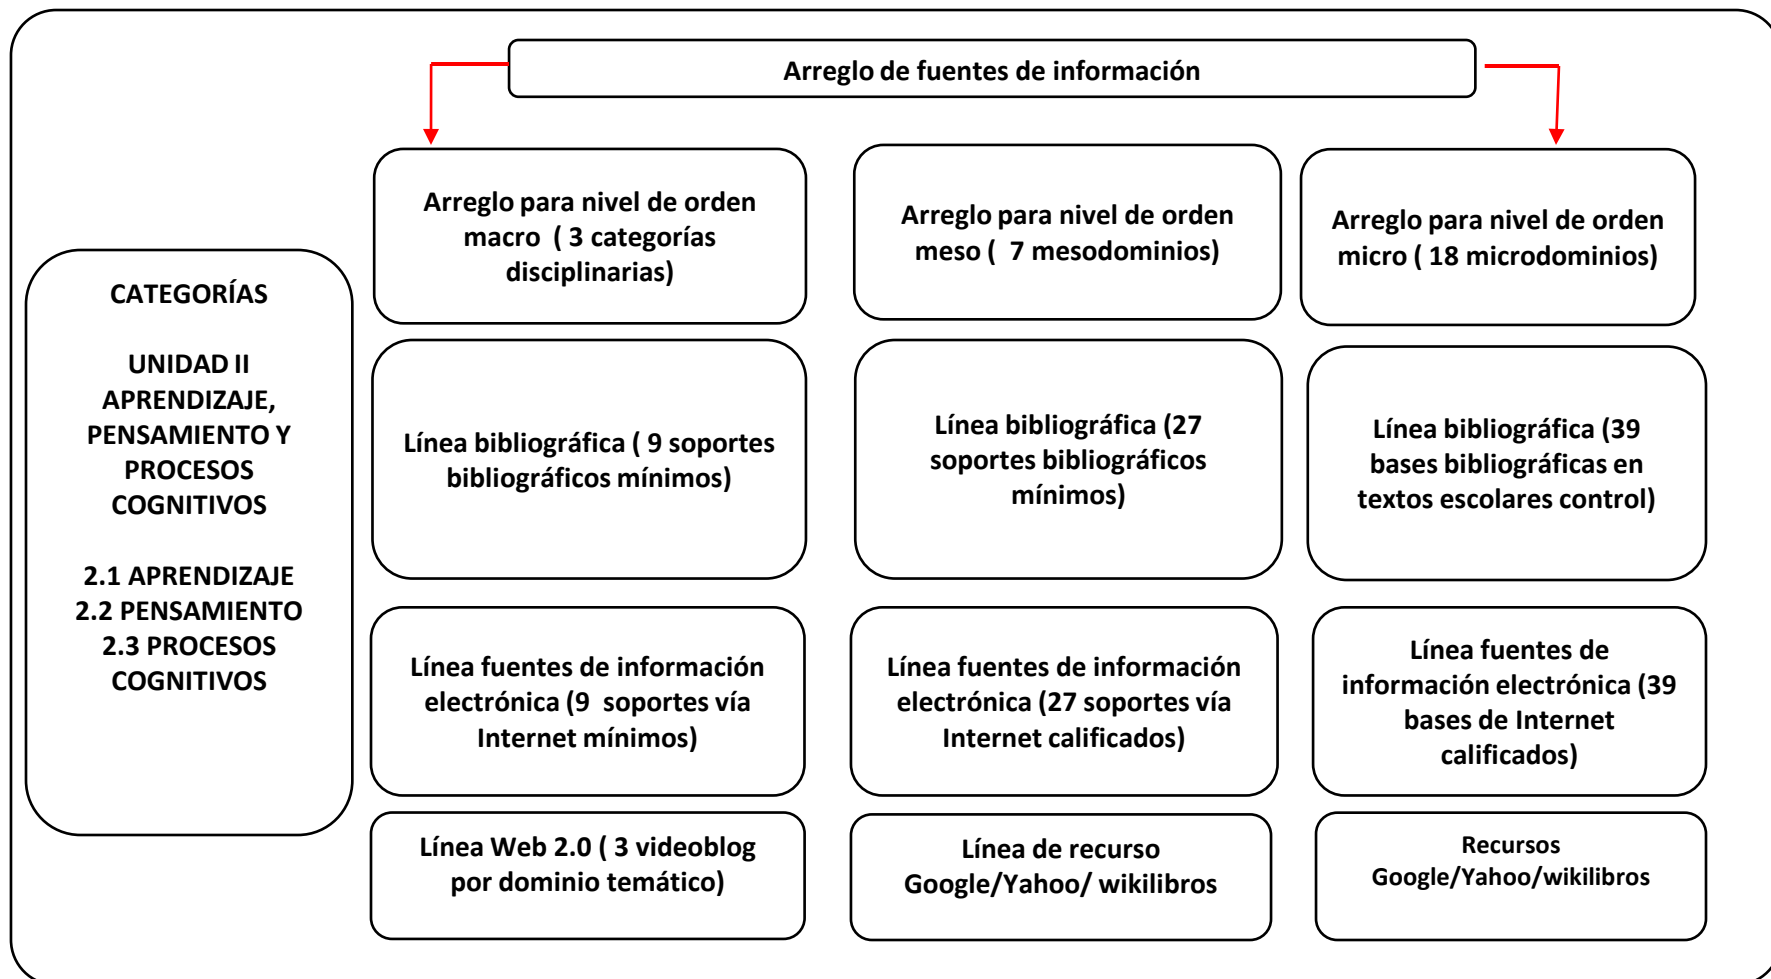 Arreglo de fuentes de información
Arreglo para nivel de orden
macro ( 3 categorías
disciplinarias)
Arreglo para nivel de orden
meso ( 7 mesodominios)
Arreglo para nivel de orden
micro ( 18 microdominios)
CATEGORÍAS
UNIDAD II
APRENDIZAJE,
PENSAMIENTO Y
PROCESOS
COGNITIVOS
2.1 APRENDIZAJE
2.2 PENSAMIENTO
2.3 PROCESOS
COGNITIVOS
Línea bibliográfica ( 9 soportes
bibliográficos mínimos)
Línea bibliográfica (27
soportes bibliográficos
mínimos)
Línea bibliográfica (39
bases bibliográficas en
textos escolares control)
Línea fuentes de información
electrónica (9 soportes vía
Internet mínimos)
Línea fuentes de información
electrónica (27 soportes vía
Internet calificados)
Línea fuentes de
información electrónica (39
bases de Internet
calificados)
Línea Web 2.0 ( 3 videoblog
por dominio temático)
Línea de recurso
Google/Yahoo/ wikilibros
Recursos
Google/Yahoo/wikilibros